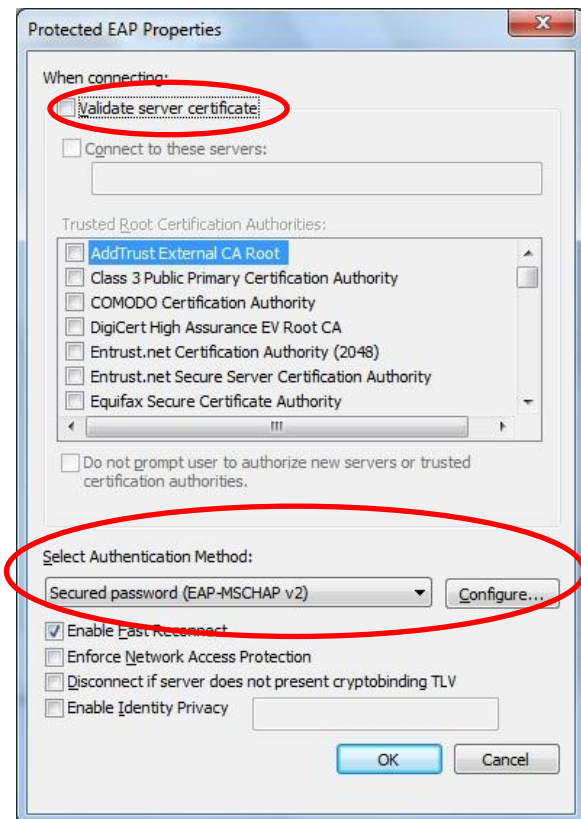 Protected EAP Properties
When connecting:
Validate server certificate
Connect to these servers:
Trusted Root Certification Authorities:
AddTrust External CA Root
Class 3 Public Primary Certification Authority
COMODO Certification Authority
DigiCert High Assurance EV Root CA
Entrust.net Certification Authority (2048)
Entrust.net Secure Server Certification Authority
Equifax Secure Certificate Authority
Do not prompt user to authorize new servers or trusted
certification authorities.
Select Authentication Method:
Secured password (EAP-MSCHAP v2) Configure...
Enable Fast Reconnect
Enforce Network Access Protection
Disconnect if server does not present cryptobinding TLV
Enable Identity Privacy
OK Cancel